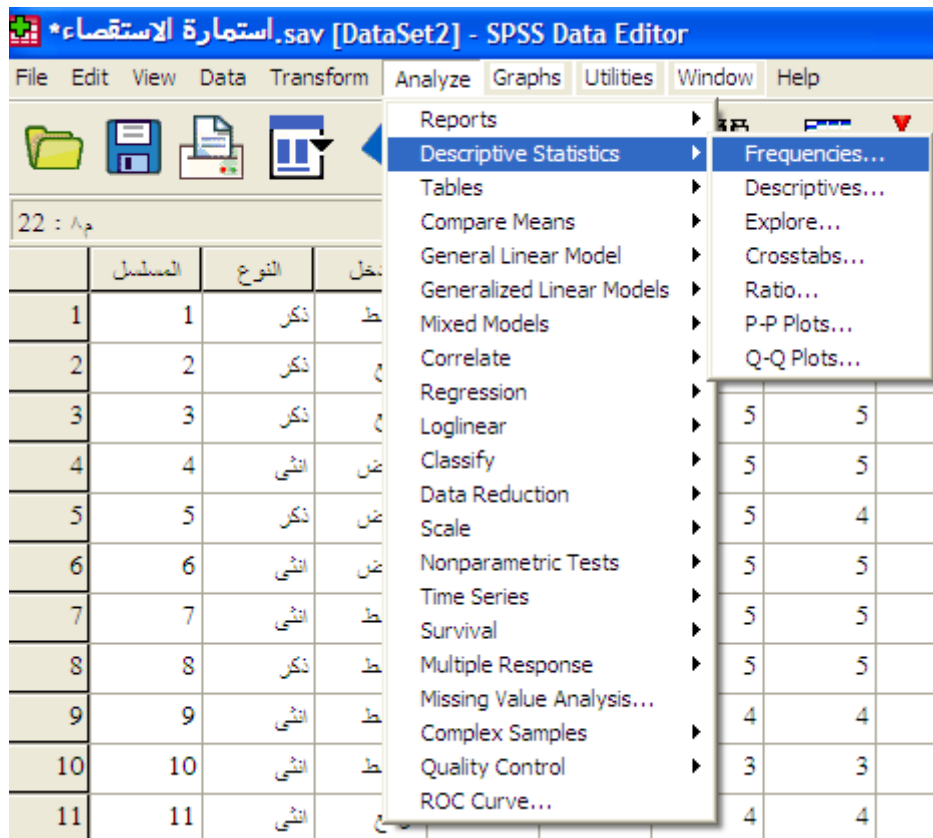 *استمارة الاستقصاء.sav [DataSet2] - SPSS Data Editor
File Edit View Data Transform Analyze Graphs Utilities Window Help
Reports
Descriptive Statistics
Tables
Compare Means
General Linear Model
Generalized Linear Models
Mixed Models
Correlate
Regression
Loglinear
Classify
Data Reduction
Scale
Nonparametric Tests
Time Series
Survival
Multiple Response
Missing Value Analysis...
Complex Samples
Quality Control
ROC Curve...
Frequencies...
Descriptives...
Explore...
Crosstabs...
Ratio...
P-P Plots...
Q-Q Plots...
22 : م٨
المسلسل النوع
1 1 ذكر
2 2 ذكر
3 3 ذكر 5 5
4 4 انثى 5 5
5 5 ذكر 5 4
6 6 انثى 5 5
7 7 انثى 5 5
8 8 ذكر 5 5
9 9 انثى 4 4
10 10 انثى 3 3
11 11 انثى 4 4